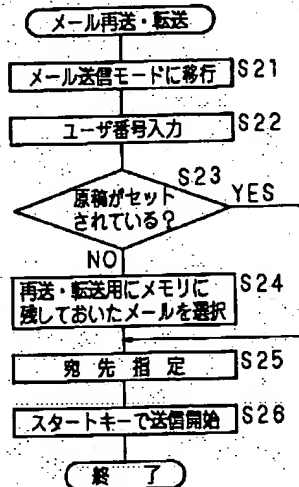 メール再送・転送
メール送信モードに移行 S21
ユーザ番号入力 S22
S23
原稿がセット
されている? YES
NO
再送・転送用にメモリに S24
残しておいたメールを選択
宛先指定 S25
スタートキーで送信開始 S26
終了